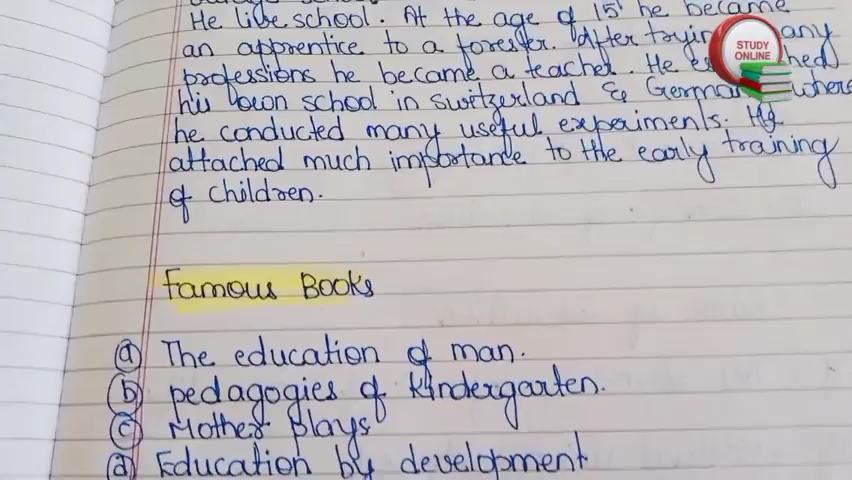 He live school. At the age of 15 he became
an apprentice to a forester. After any
professions he became a teacher. He
his own school in Switzerland & where
he conducted many useful experiments. He
attached much importance to the early training
of children.
Famous Books
(a) The education of man.
(b) pedagogies of kindergarten.
(c) Mother plays
(d) Education by development
STUDY
ONLINE